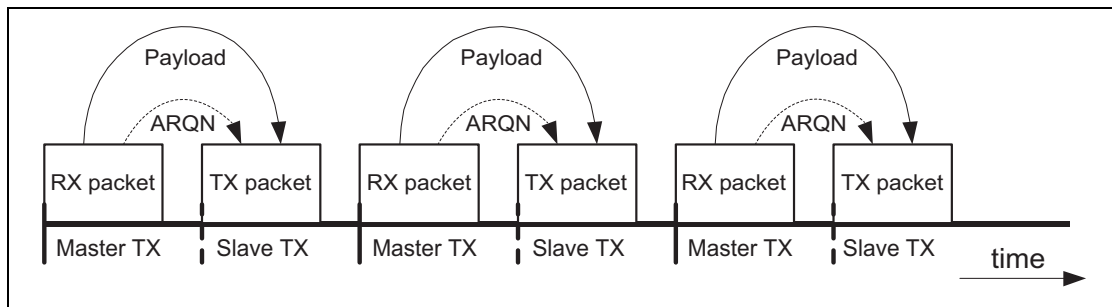 Payload Payload Payload
ARQN ARQN ARQN
RX packet TX packet RX packet TX packet RX packet TX packet
Master TX Slave TX Master TX Slave TX Master TX Slave TX
time